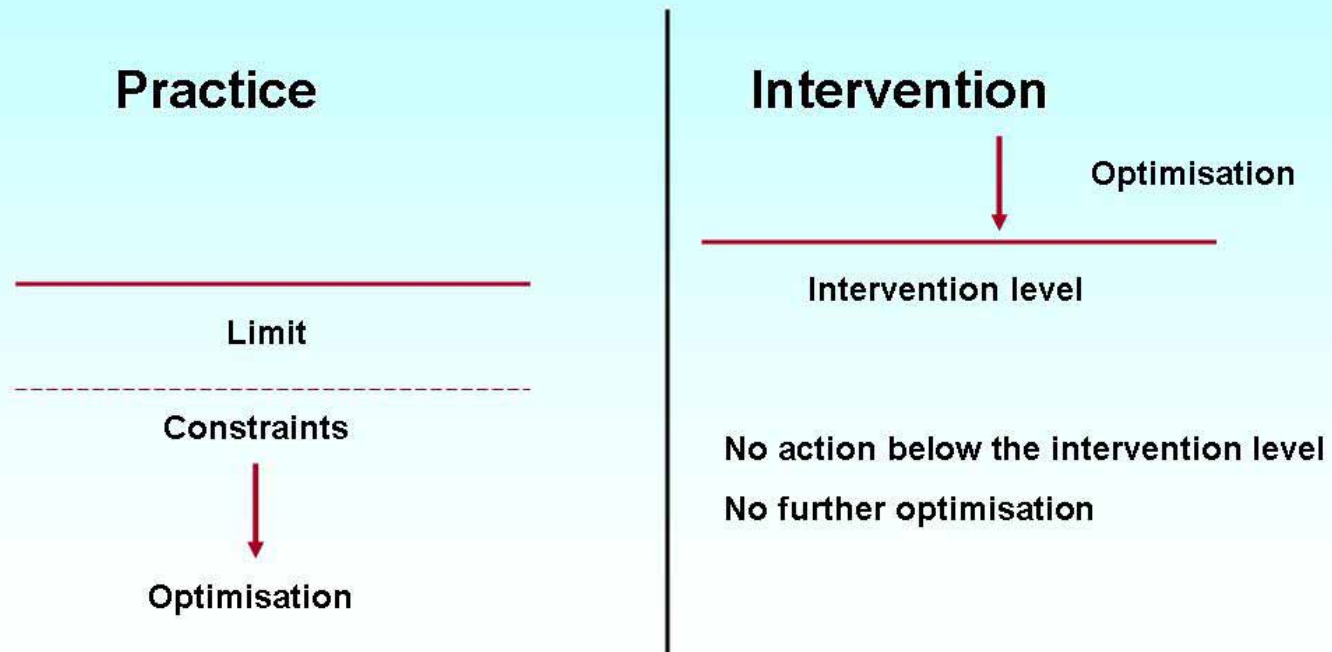 Practice
Limit
Constraints
Optimisation
Intervention
Optimisation
Intervention level
No action below the intervention level
No further optimisation